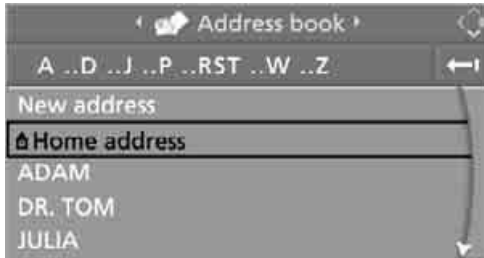 Address book
A ..D ..J ..P ..RST ..W ..Z
New address
Home address
ADAM
DR. TOM
JULIA